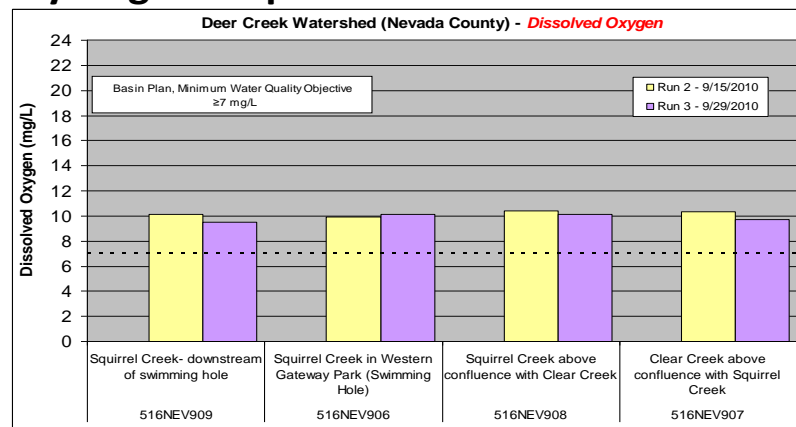 Deer Creek Watershed (Nevada County) - Dissolved Oxygen
24
22
20
18
16
14
12
10
8
6
4
2
0
Dissolved Oxygen (mg/L)
Basin Plan, Minimum Water Quality Objective
≥7 mg/L
Run 2 - 9/15/2010
Run 3 - 9/29/2010
Squirrel Creek- downstream
of swimming hole
516NEV909
Squirrel Creek in Western
Gateway Park (Swimming
Hole)
516NEV906
Squirrel Creek above
confluence with Clear Creek
516NEV908
Clear Creek above
confluence with Squirrel
Creek
516NEV907